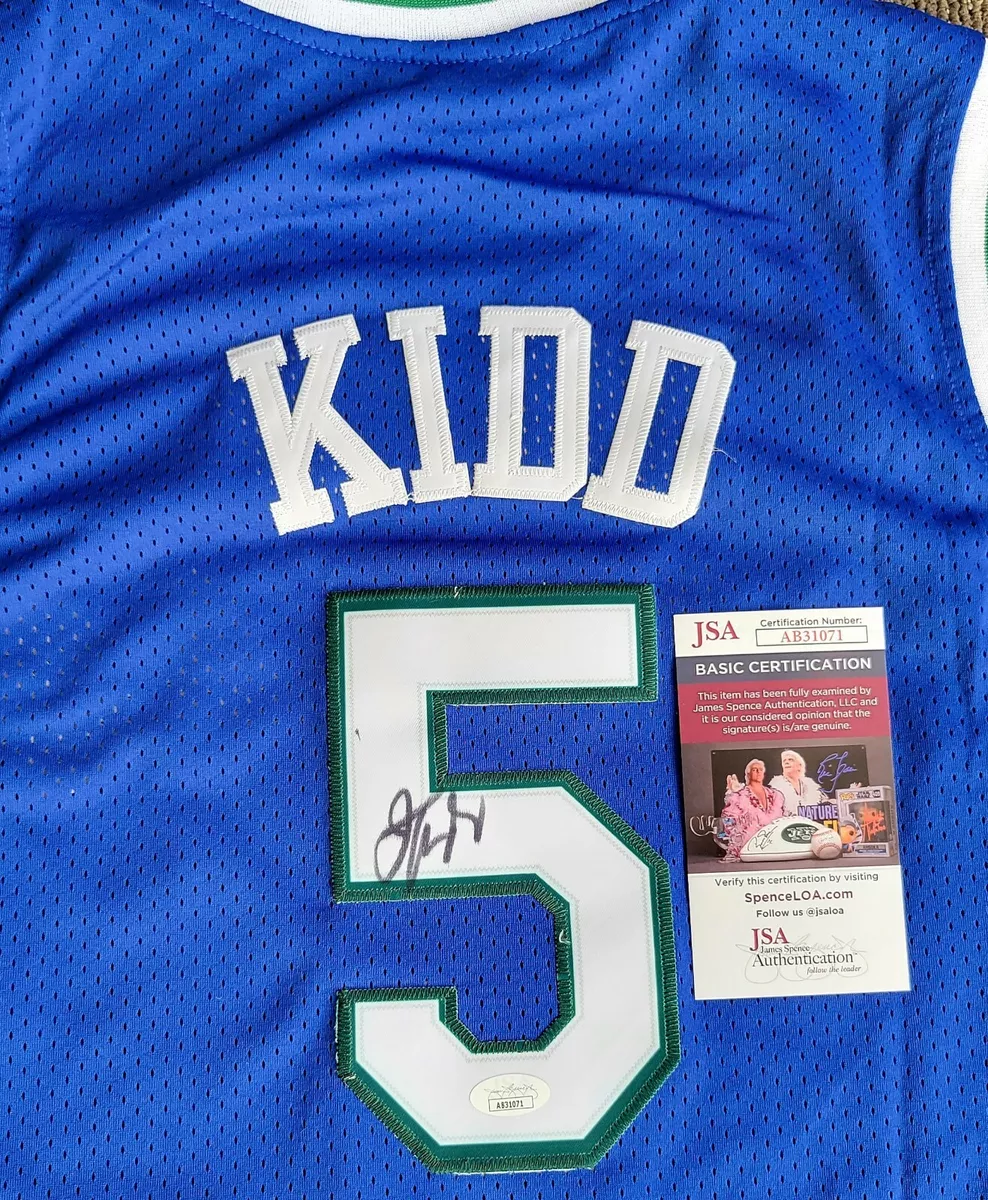 KIDD
5
JSA
Certification Number:
AB31071
BASIC CERTIFICATION
This item has been fully examined by
James Spence Authentication, LLC and
it is our considered opinion that the
signature(s) is/are genuine.
NATURE
JETS
Verify this certification by visiting
SpenceLOA.com
Follow us @jsaloa
JSA
James Spence
Authentication
follow the leader
AB31071